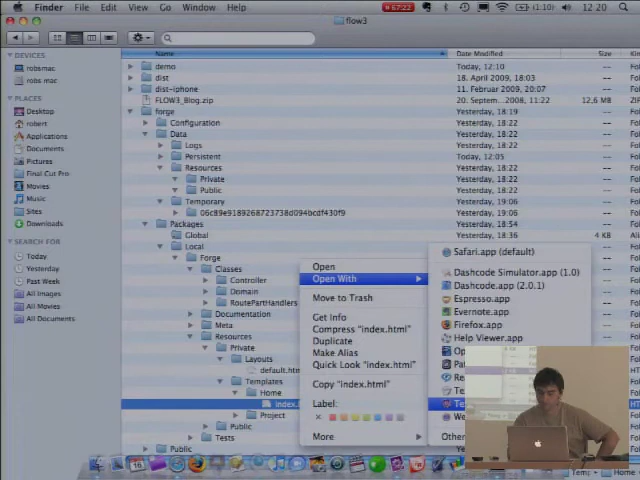 Finder File Edit View Go Window Help 67:22 (1:10) 12 20
flow3
Name Date Modified Size Kin
DEVICES
robsmac
robs mac
PLACES
Desktop
robert
Applications
Documents
Pictures
Final Cut Pro
Movies
Music
Sites
Downloads
SEARCH FOR
Today
Yesterday
Past Week
All Images
All Movies
All Documents
demo Today, 12:10 --
dist 18. April 2009, 18:03 --
dist-iphone 11. Februar 2009, 20:07 --
FLOW3_Blog.zip 20. Septem...2008, 11:22 12,6 MB ZIP
forge Yesterday, 18:19 --
Configuration Yesterday, 18:22 --
Data Yesterday, 18:22 --
Logs Yesterday, 18:22 --
Persistent Today, 12:05 --
Resources Yesterday, 18:22 --
Private Yesterday, 18:22 --
Public Yesterday, 18:22 --
Temporary Yesterday, 19:06 --
06c89e9189268723738d094bcdf430f9 Yesterday, 19:06 --
Packages Yesterday, 18:54 --
Global Yesterday, 18:36 4 KB
Local
Forge
Classes
Controller
Domain
RoutePartHandlers
Documentation
Meta
Resources
Private
Layouts
default.htm
Templates
Home
index.
Project
Public
Tests
Public
Open
Open With
Move to Trash
Get Info
Compress "index.html"
Duplicate
Make Alias
Quick Look "index.html"
Copy "index.html"
Label:
More
Safari.app (default)
Dashcode Simulator.app (1.0)
Dashcode.app (2.0.1)
Espresso.app
Evernote.app
Firefox.app
Help Viewer.app
Other